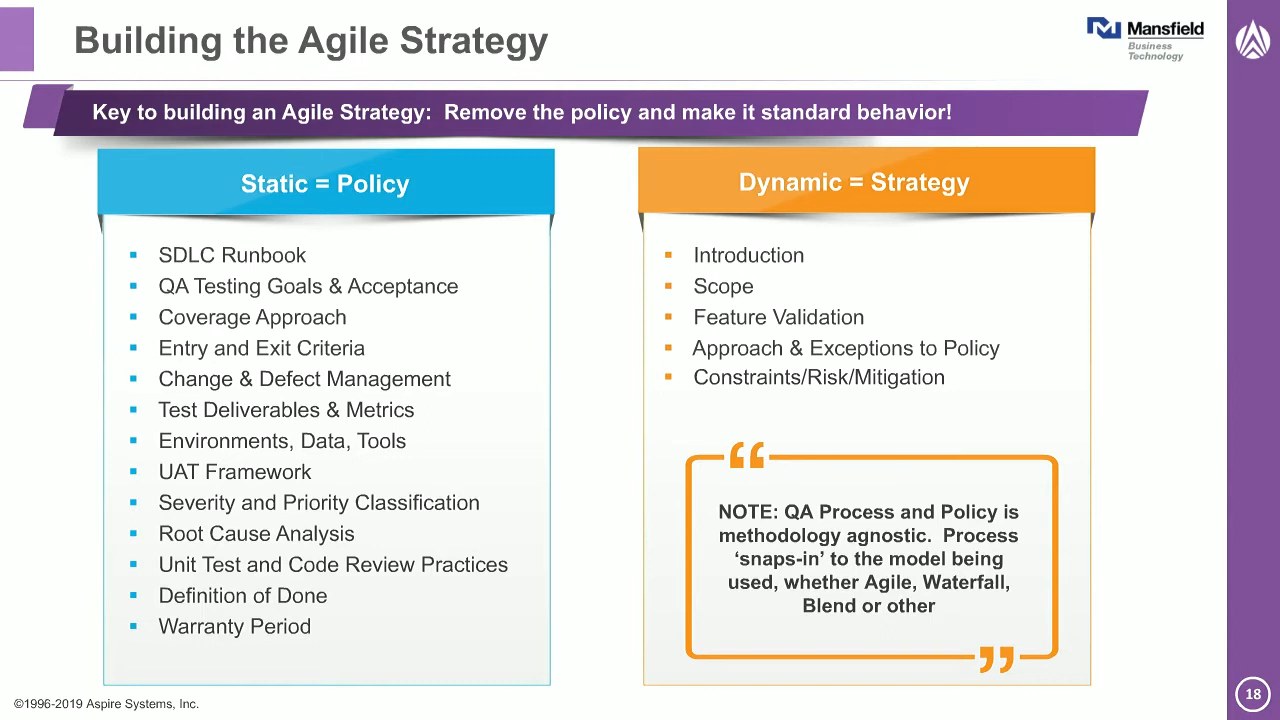 Building the Agile Strategy
Mansfield
Business
Technology
Key to building an Agile Strategy:  Remove the policy and make it standard behavior!
Static = Policy
SDLC Runbook
QA Testing Goals & Acceptance
Coverage Approach
Entry and Exit Criteria
Change & Defect Management
Test Deliverables & Metrics
Environments, Data, Tools
UAT Framework
Severity and Priority Classification
Root Cause Analysis
Unit Test and Code Review Practices
Definition of Done
Warranty Period
Dynamic = Strategy
Introduction
Scope
Feature Validation
Approach & Exceptions to Policy
Constraints/Risk/Mitigation
“
NOTE: QA Process and Policy is
methodology agnostic.  Process
‘snaps-in’ to the model being
used, whether Agile, Waterfall,
Blend or other
”
©1996-2019 Aspire Systems, Inc.
18